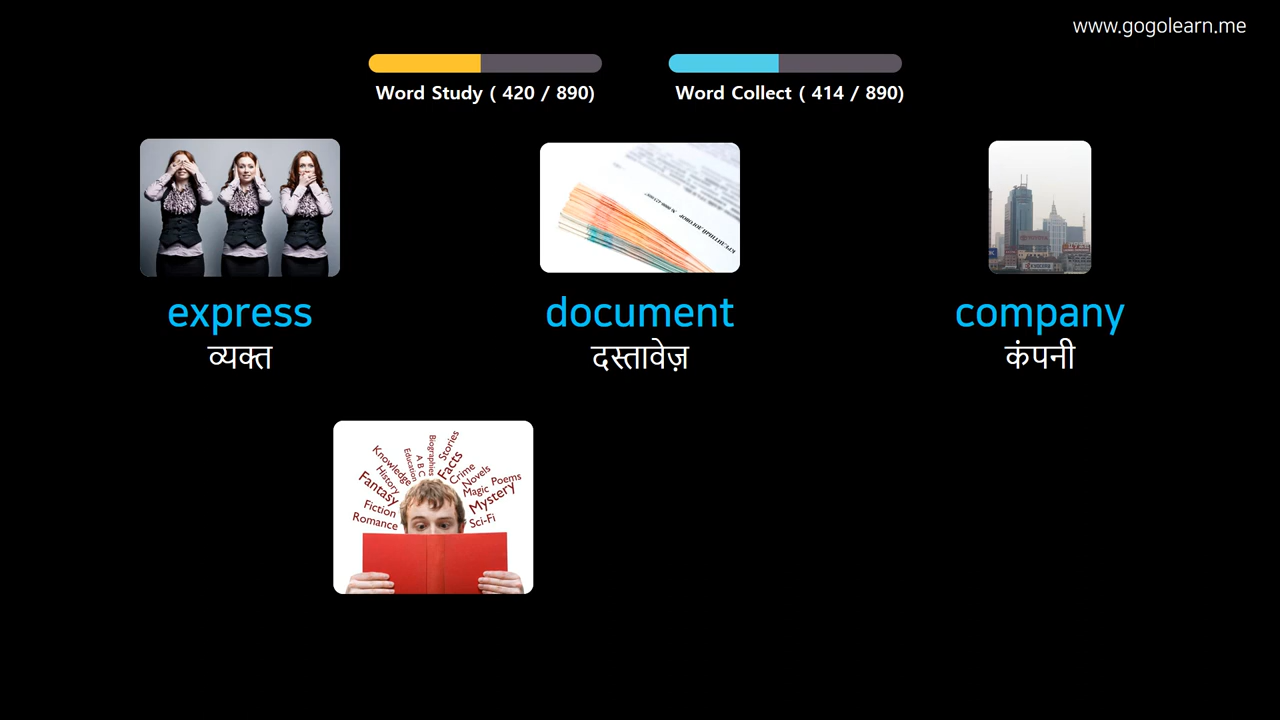 www.gogolearn.me
Word Study ( 420 / 890)
Word Collect ( 414 / 890)
express
document
company
व्यक्त
दस्तावेज़
कंपनी
Stories
Biographies
Facts
A B C
Education
Knowledge
Crime
Novels
History
Poems
Magic
Fantasy
Mystery
Fiction
Sci-Fi
Romance